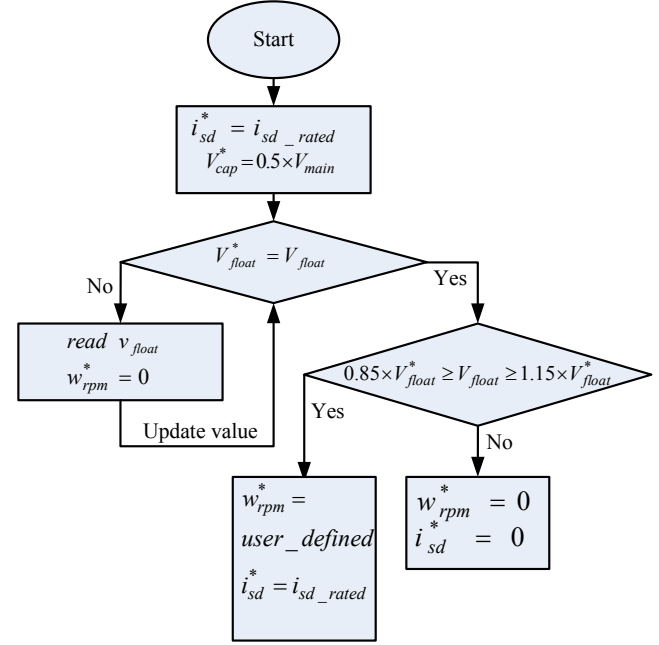 Start
i*sd = isd_rated
V*cap=0.5×Vmain
V*float = Vfloat
No
Yes
read vfloat
w*rpm = 0
0.85×V*float ≥ Vfloat ≥ 1.15×V*float
Update value
Yes
No
w*rpm =
user_defined
i*sd = isd_rated
w*rpm = 0
i*sd = 0